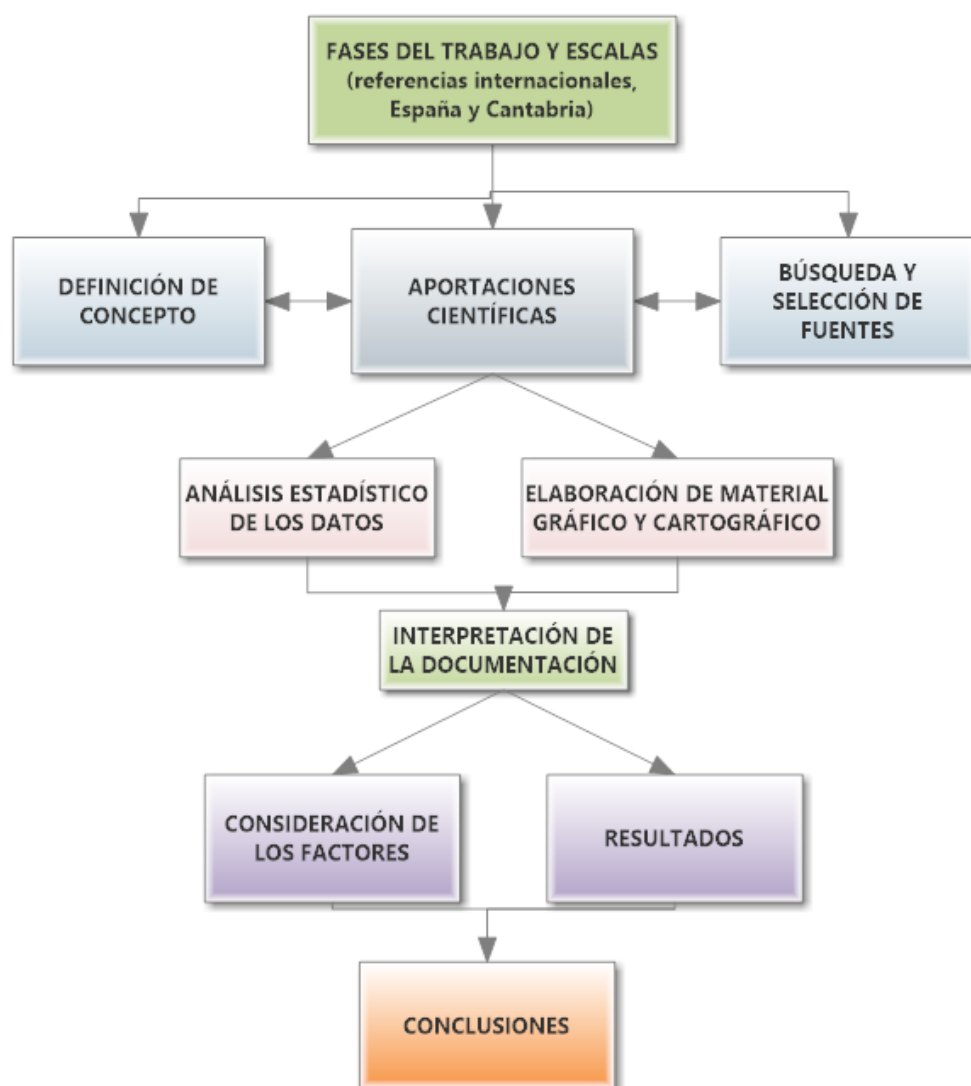 FASES DEL TRABAJO Y ESCALAS
(referencias internacionales,
España y Cantabria)
DEFINICIÓN DE
CONCEPTO
APORTACIONES
CIENTÍFICAS
BÚSQUEDA Y
SELECCIÓN DE
FUENTES
ANÁLISIS ESTADÍSTICO
DE LOS DATOS
ELABORACIÓN DE MATERIAL
GRÁFICO Y CARTOGRÁFICO
INTERPRETACIÓN DE
LA DOCUMENTACIÓN
CONSIDERACIÓN DE
LOS FACTORES
RESULTADOS
CONCLUSIONES